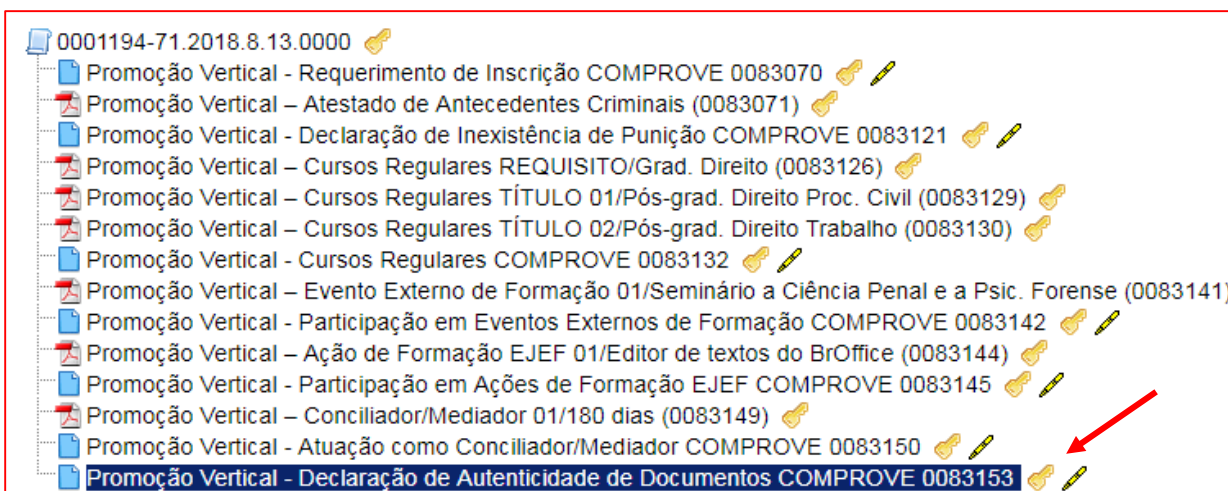 0001194-71.2018.8.13.0000
Promoção Vertical - Requerimento de Inscrição COMPROVE 0083070
Promoção Vertical – Atestado de Antecedentes Criminais (0083071)
Promoção Vertical - Declaração de Inexistência de Punição COMPROVE 0083121
Promoção Vertical – Cursos Regulares REQUISITO/Grad. Direito (0083126)
Promoção Vertical – Cursos Regulares TÍTULO 01/Pós-grad. Direito Proc. Civil (0083129)
Promoção Vertical – Cursos Regulares TÍTULO 02/Pós-grad. Direito Trabalho (0083130)
Promoção Vertical - Cursos Regulares COMPROVE 0083132
Promoção Vertical – Evento Externo de Formação 01/Seminário a Ciência Penal e a Psic. Forense (0083141)
Promoção Vertical - Participação em Eventos Externos de Formação COMPROVE 0083142
Promoção Vertical – Ação de Formação EJEF 01/Editor de textos do BrOffice (0083144)
Promoção Vertical - Participação em Ações de Formação EJEF COMPROVE 0083145
Promoção Vertical – Conciliador/Mediador 01/180 dias (0083149)
Promoção Vertical - Atuação como Conciliador/Mediador COMPROVE 0083150
Promoção Vertical - Declaração de Autenticidade de Documentos COMPROVE 0083153